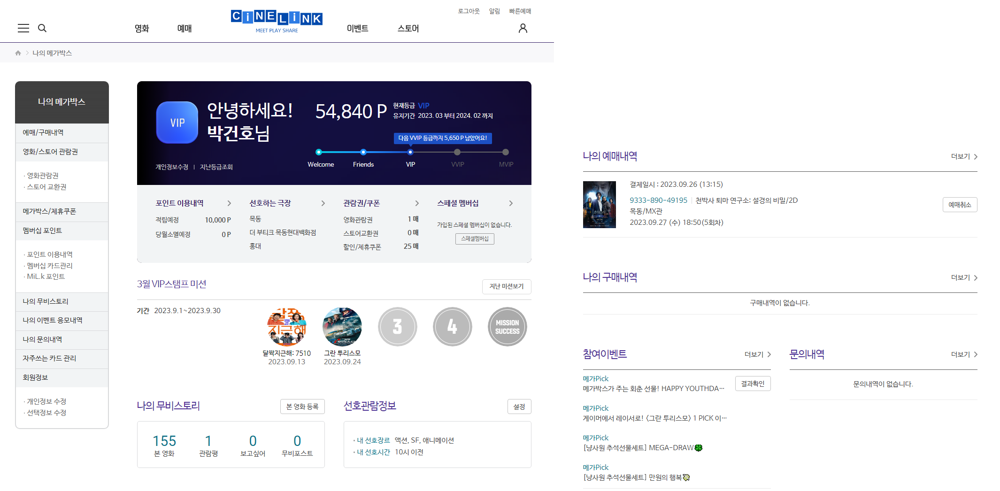 로그아웃 알림 빠른예매
CiNELiNK
MEET PLAY SHARE
영화 예매 이벤트 스토어
나의 메가박스
나의 메가박스
예매/구매내역
영화/스토어 관람권
· 영화관람권
· 스토어 교환권
메가박스/제휴쿠폰
멤버십 포인트
· 포인트 이용내역
· 멤버십 카드관리
· MiL.k 포인트
나의 무비스토리
나의 이벤트 응모내역
나의 문의내역
자주쓰는 카드 관리
회원정보
· 개인정보 수정
· 선택정보 수정
VIP
안녕하세요!
박건호님
개인정보수정 | 지난등급조회
54,840 P
현재등급 VIP
유지기간 2023. 03 부터 2024. 02 까지
다음 VVIP 등급까지 5,650 P 남았어요!
Welcome Friends VIP VVIP MVIP
포인트 이용내역
적립예정 10,000 P
당월소멸예정 0 P
선호하는 극장
목동
더 부티크 목동현대백화점
홍대
관람권/쿠폰
영화관람권 1 매
스토어교환권 0 매
할인/제휴쿠폰 25 매
스페셜 멤버십
가입된 스페셜 멤버십이 없습니다.
스페셜멤버십
3월 VIP스탬프 미션
지난 미션보기
기간 2023.9.1~2023.9.30
달짝지근해: 7510
2023.09.13
그란 투리스모
2023.09.24
3
4
MISSION
SUCCESS
나의 무비스토리
본 영화 등록
155 1 0 0
본 영화 관람평 보고싶어 무비포스트
선호관람정보
설정
내 선호장르 액션, SF, 애니메이션
내 선호시간 10시 이전
나의 예매내역
더보기
결제일시 : 2023.09.26 (13:15)
9333-890-49195 | 천박사 퇴마 연구소: 설경의 비밀/2D
목동/MX관
2023.09.27 (수) 18:50(5회차)
예매취소
나의 구매내역
더보기
구매내역이 없습니다.
참여이벤트
더보기
메가Pick
메가박스가 주는 회춘 선물! HAPPY YOUTHDA…
결과확인
메가Pick
게이머에서 레이서로! <그란 투리스모> 1 PICK 이…
메가Pick
[냥사원 추석선물세트] MEGA-DRAW🍀
메가Pick
[냥사원 추석선물세트] 만원의 행복💸
문의내역
더보기
문의내역이 없습니다.